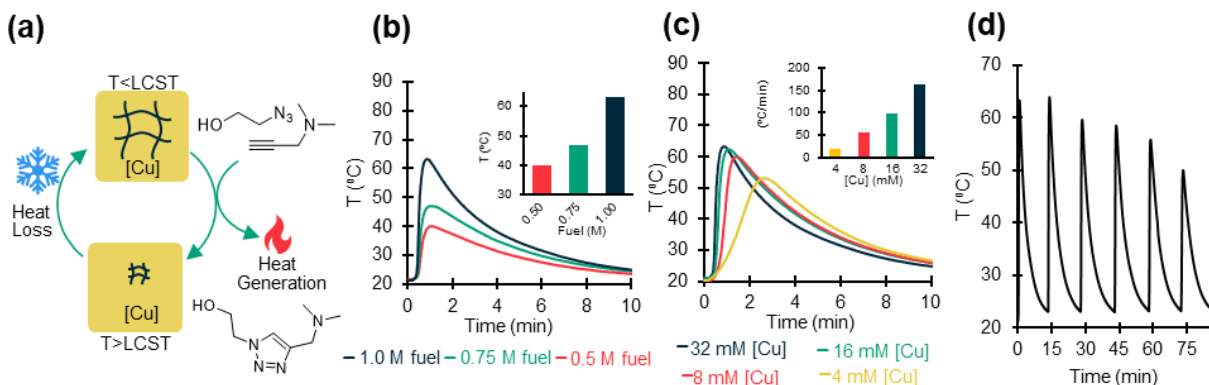 (a)
T<LCST
[Cu]
HO
N₃
N
Heat
Loss
Heat
Generation
[Cu]
T>LCST
HO
N
N
N=N
(b)
90
80
70
60
50
40
30
20
T (⁰C)
0
2
4
6
8
10
Time (min)
60
50
40
30
T (⁰C)
0.50
0.75
1.00
Fuel (M)
1.0 M fuel
0.75 M fuel
0.5 M fuel
(c)
90
80
70
60
50
40
30
20
T (⁰C)
0
2
4
6
8
10
Time (min)
200
150
100
50
0
(⁰C/min)
4
8
16
32
[Cu] (mM)
32 mM [Cu]
16 mM [Cu]
8 mM [Cu]
4 mM [Cu]
(d)
70
60
50
40
30
20
T (⁰C)
0
15
30
45
60
75
Time (min)